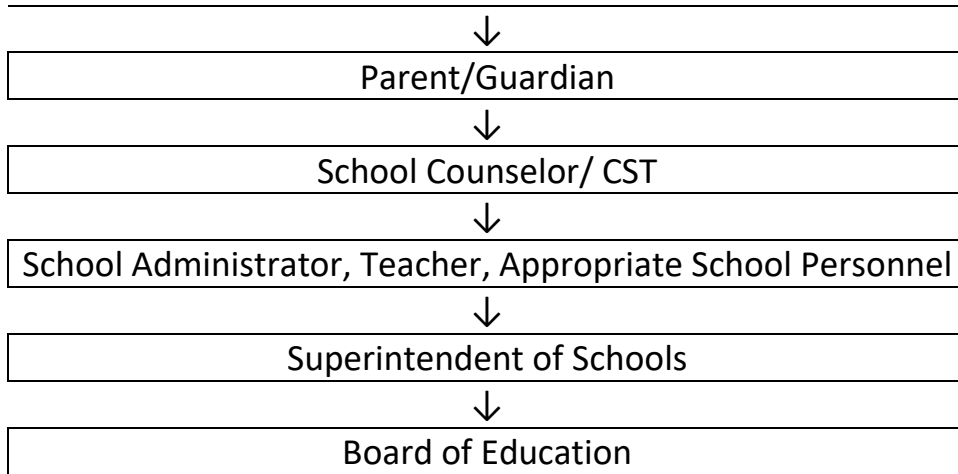 ↓
Parent/Guardian
↓
School Counselor/ CST
↓
School Administrator, Teacher, Appropriate School Personnel
↓
Superintendent of Schools
↓
Board of Education